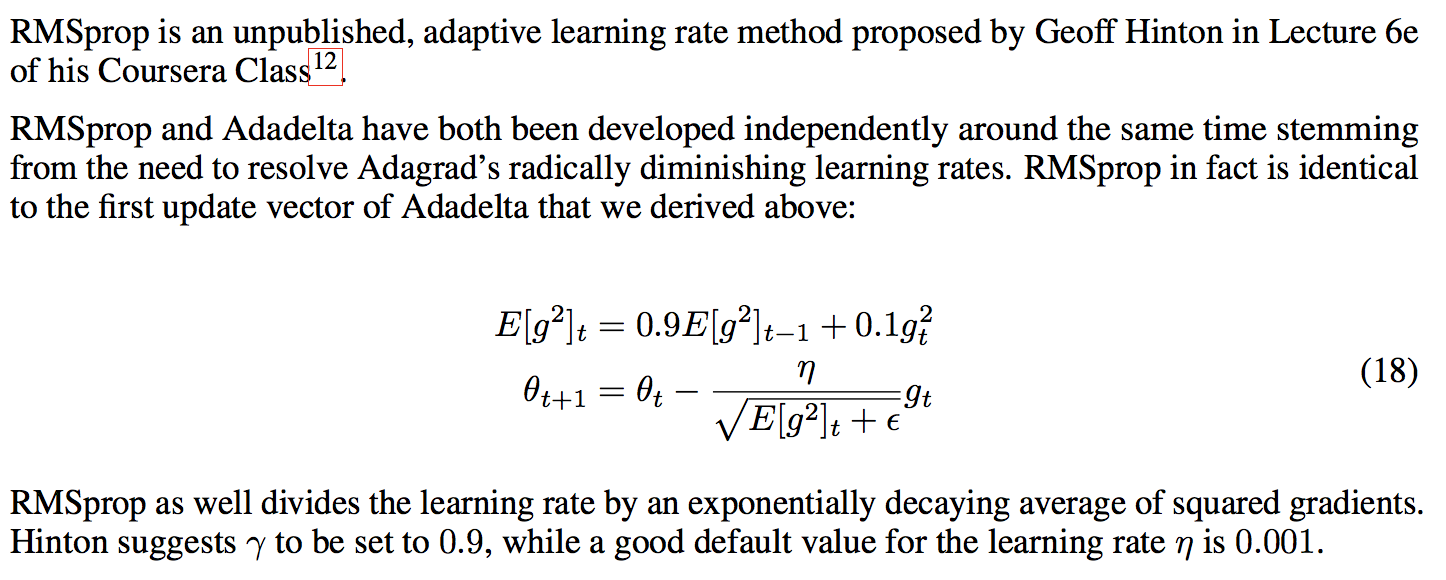 RMSprop is an unpublished, adaptive learning rate method proposed by Geoff Hinton in Lecture 6e
of his Coursera Class¹².
RMSprop and Adadelta have both been developed independently around the same time stemming
from the need to resolve Adagrad’s radically diminishing learning rates. RMSprop in fact is identical
to the first update vector of Adadelta that we derived above:
E[g²]ₜ = 0.9E[g²]ₜ₋₁ + 0.1gₜ²
θₜ₊₁ = θₜ − η / √(E[g²]ₜ + ϵ) gₜ
(18)
RMSprop as well divides the learning rate by an exponentially decaying average of squared gradients.
Hinton suggests γ to be set to 0.9, while a good default value for the learning rate η is 0.001.